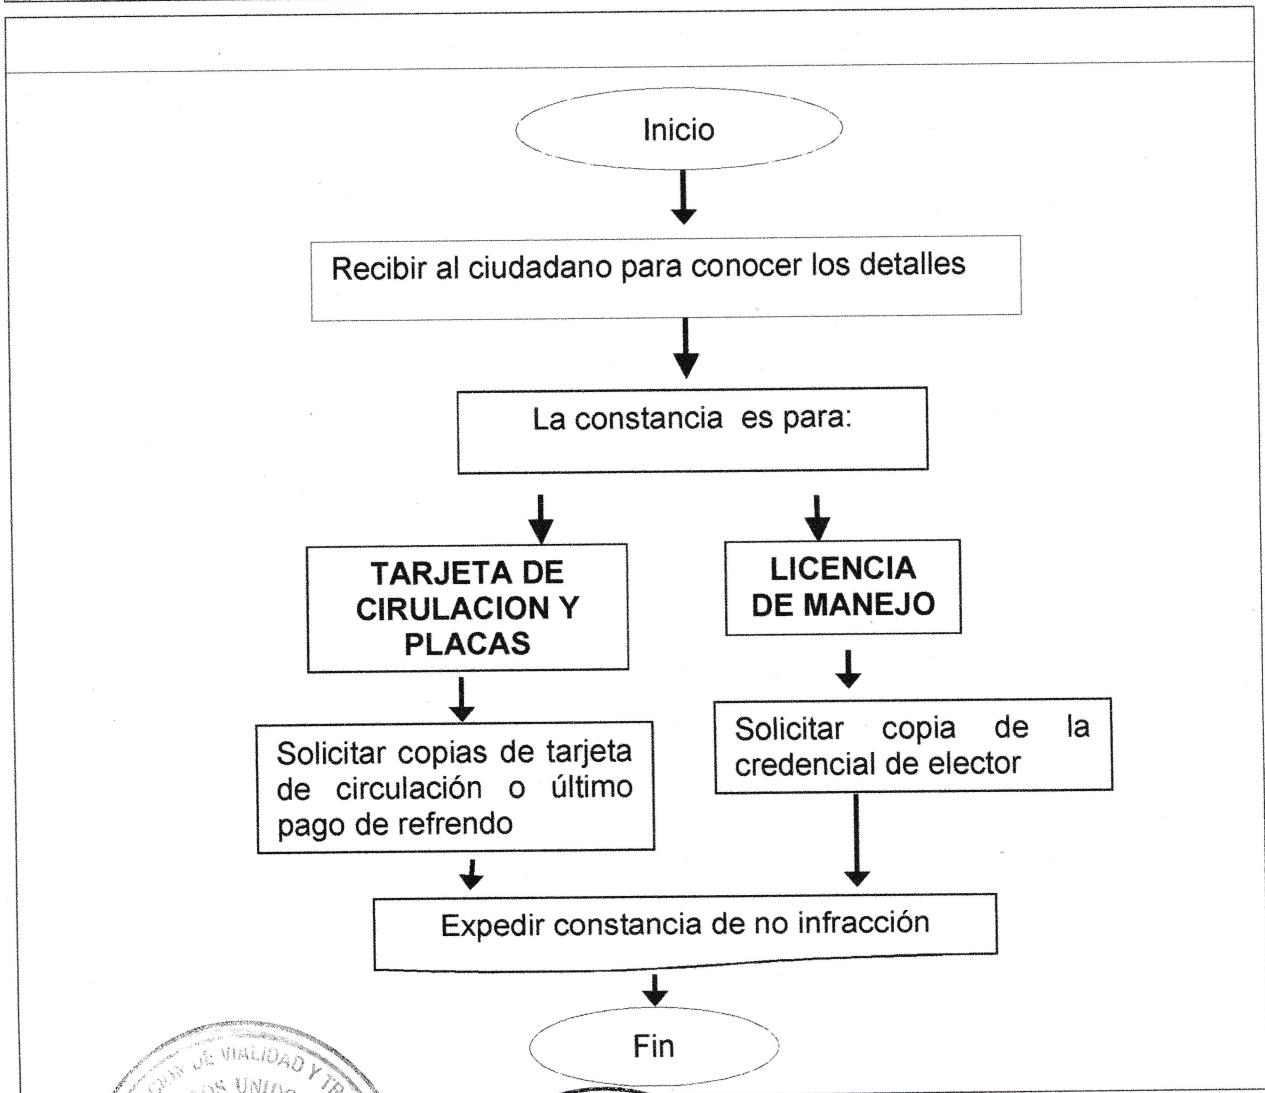 Inicio
Recibir al ciudadano para conocer los detalles
La constancia es para:
TARJETA DE
CIRULACION Y
PLACAS
LICENCIA
DE MANEJO
Solicitar copias de tarjeta
de circulación o último
pago de refrendo
Solicitar copia de la
credencial de elector
Expedir constancia de no infracción
Fin
DE VIALIDAD Y